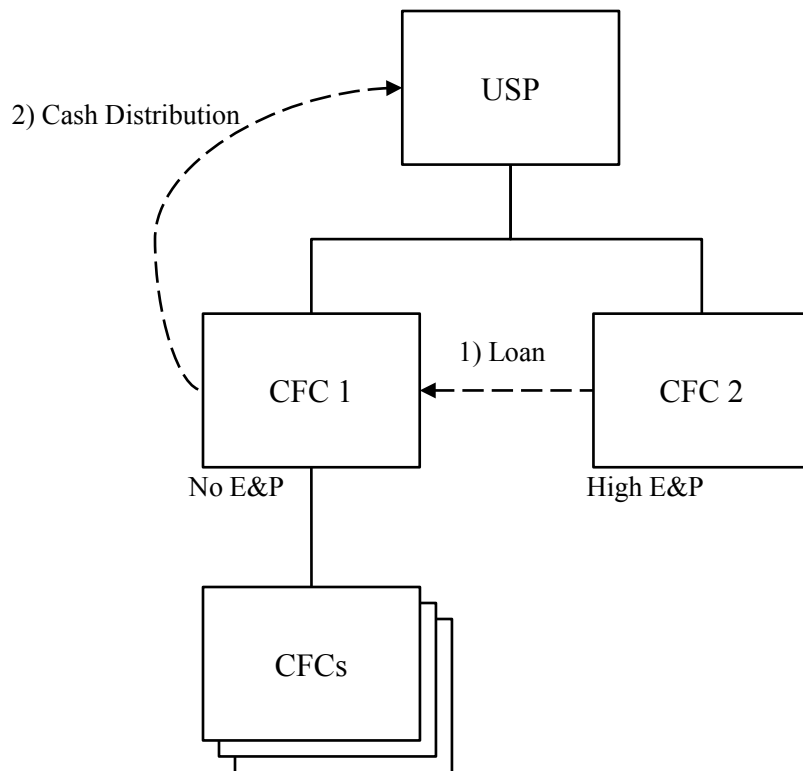 USP
2) Cash Distribution
1) Loan
CFC 1
CFC 2
No E&P
High E&P
CFCs